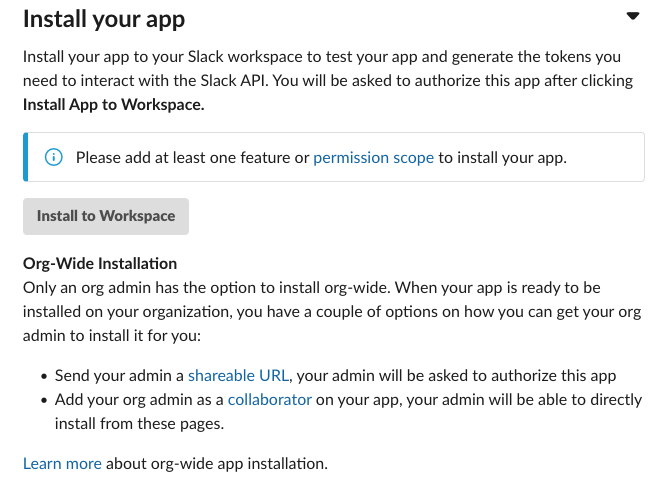 Install your app
Install your app to your Slack workspace to test your app and generate the tokens you
need to interact with the Slack API. You will be asked to authorize this app after clicking
Install App to Workspace.
Please add at least one feature or permission scope to install your app.
Install to Workspace
Org-Wide Installation
Only an org admin has the option to install org-wide. When your app is ready to be
installed on your organization, you have a couple of options on how you can get your org
admin to install it for you:
• Send your admin a shareable URL, your admin will be asked to authorize this app
• Add your org admin as a collaborator on your app, your admin will be able to directly
install from these pages.
Learn more about org-wide app installation.